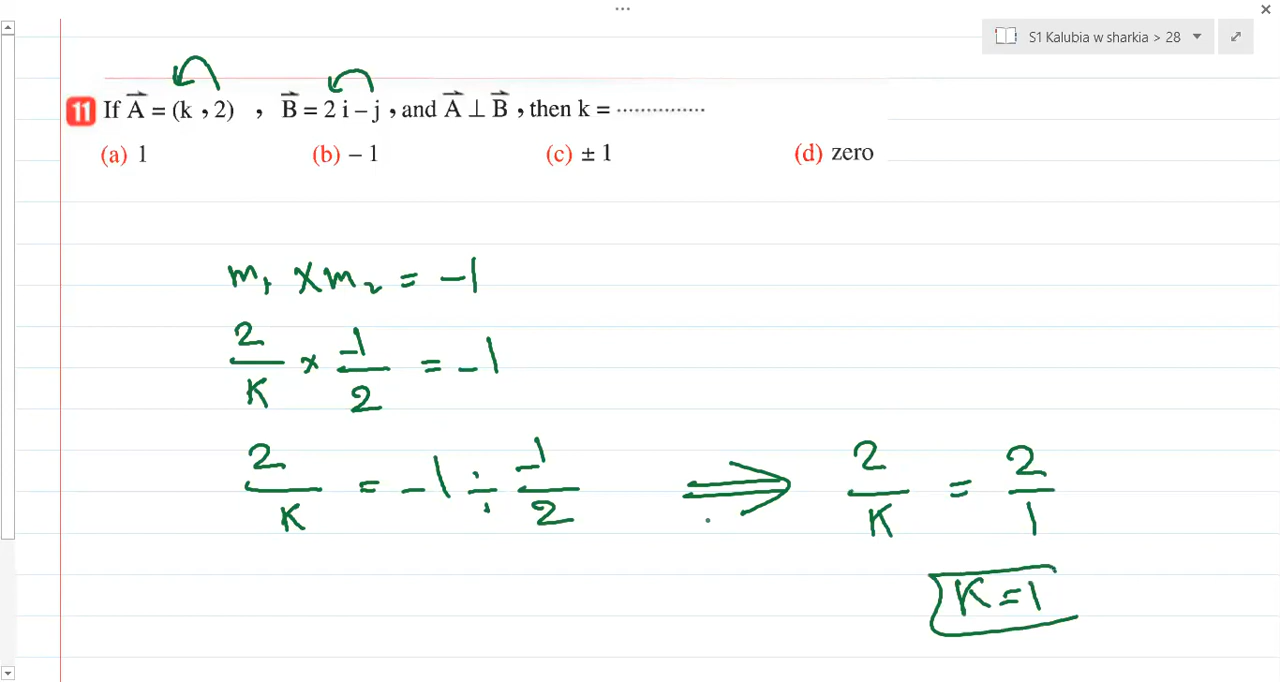 S1 Kalubia w sharkia > 28
11 If A = (k , 2) , B = 2 i – j , and A ⊥ B , then k = ...............
(a) 1 (b) – 1 (c) ± 1 (d) zero
m₁ × m₂ = -1
2/K × -1/2 = -1
2/K = -1 ÷ -1/2 ⟹ 2/K = 2/1
K = 1